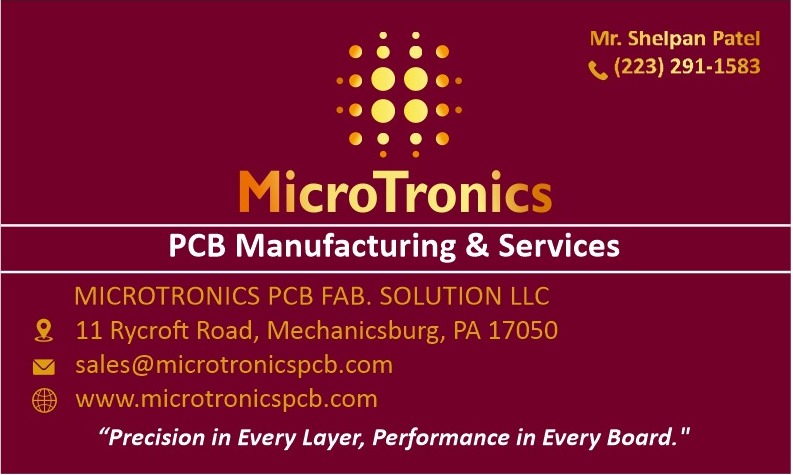 Mr. Shelpan Patel
(223) 291-1583
MicroTronics
PCB Manufacturing & Services
MICROTRONICS PCB FAB. SOLUTION LLC
11 Rycroft Road, Mechanicsburg, PA 17050
sales@microtronicspcb.com
www.microtronicspcb.com
“Precision in Every Layer, Performance in Every Board."